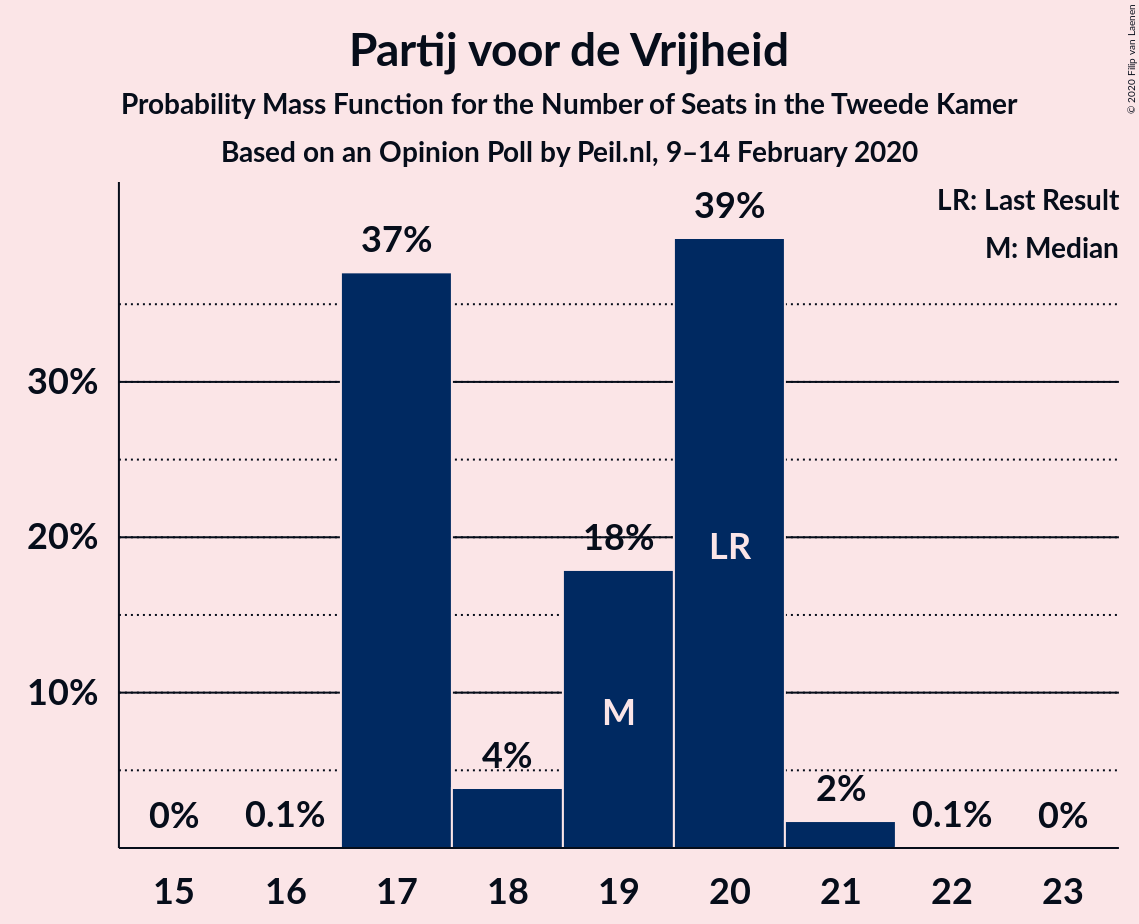 Partij voor de Vrijheid
Probability Mass Function for the Number of Seats in the Tweede Kamer
Based on an Opinion Poll by Peil.nl, 9–14 February 2020
© 2020 Filip van Laenen
LR: Last Result
M: Median
30%
20%
10%
0%
0.1%
37%
4%
18%
M
39%
LR
2%
0.1%
0%
15 16 17 18 19 20 21 22 23